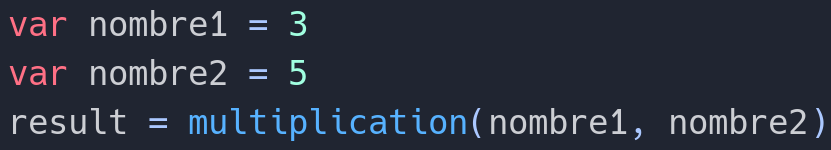 var nombre1 = 3
var nombre2 = 5
result = multiplication(nombre1, nombre2)